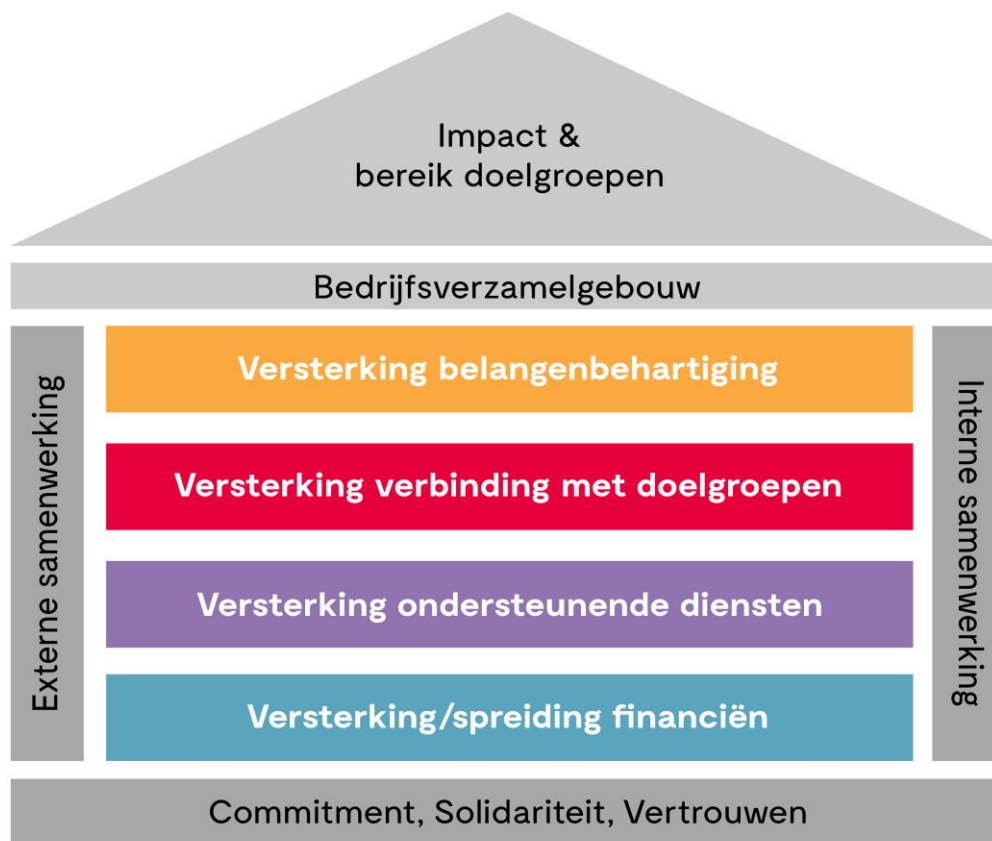 Impact &
bereik doelgroepen
Bedrijfsverzamelgebouw
Externe samenwerking
Versterking belangenbehartiging
Versterking verbinding met doelgroepen
Versterking ondersteunende diensten
Versterking/spreiding financiën
Interne samenwerking
Commitment, Solidariteit, Vertrouwen